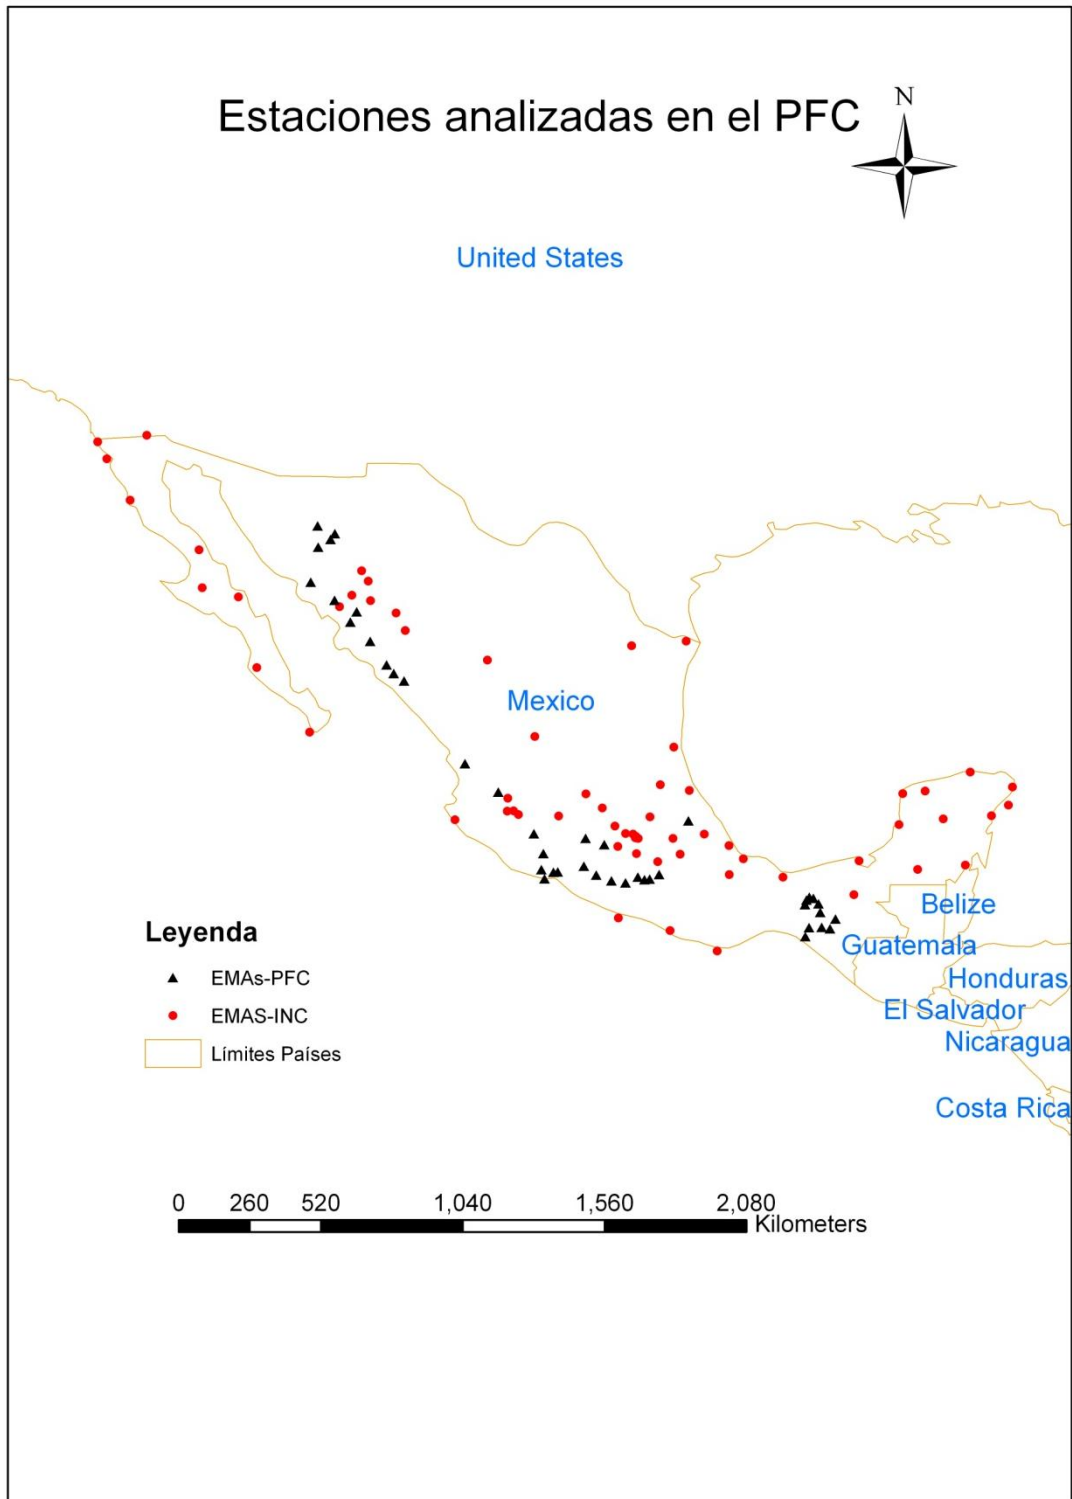 Estaciones analizadas en el PFC
N
United States
Mexico
Belize
Guatemala
Honduras
El Salvador
Nicaragua
Costa Rica
Leyenda
EMAs-PFC
EMAS-INC
Límites Países
0 260 520 1,040 1,560 2,080
Kilometers